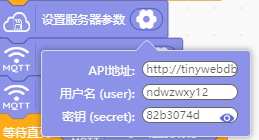 设置服务器参数
MQTT
API地址: http://tinywebdb
用户名 (user): ndwzwxy12
密钥 (secret): 82b3074d
MQTT
等待直